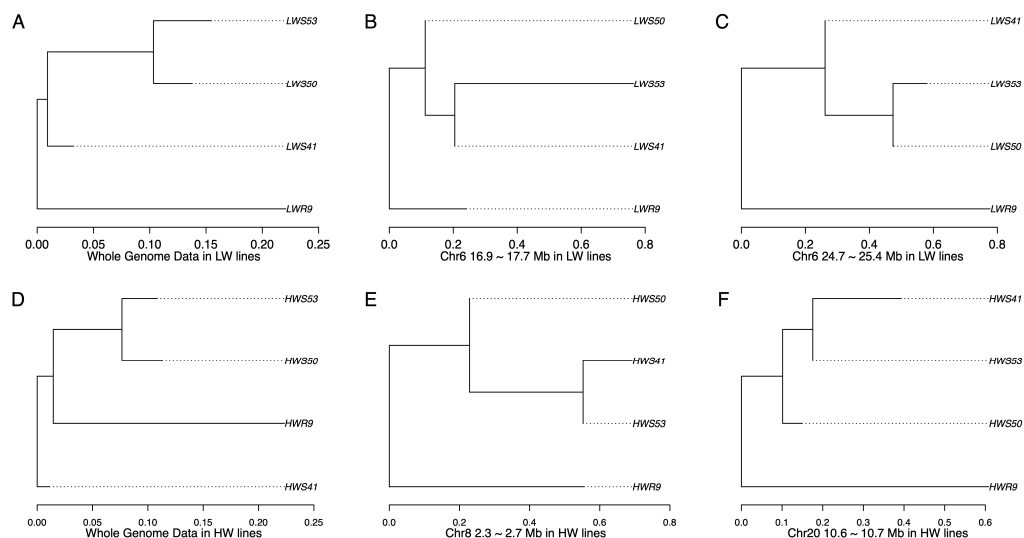 A
LWS53
LWS50
LWS41
LWR9
0.00 0.05 0.10 0.15 0.20 0.25
Whole Genome Data in LW lines
B
LWS50
LWS53
LWS41
LWR9
0.0 0.2 0.4 0.6 0.8
Chr6 16.9 ~ 17.7 Mb in LW lines
C
LWS41
LWS53
LWS50
LWR9
0.0 0.2 0.4 0.6 0.8
Chr6 24.7 ~ 25.4 Mb in LW lines
D
HWS53
HWS50
HWR9
HWS41
0.00 0.05 0.10 0.15 0.20 0.25
Whole Genome Data in HW lines
E
HWS50
HWS41
HWS53
HWR9
0.0 0.2 0.4 0.6 0.8
Chr8 2.3 ~ 2.7 Mb in HW lines
F
HWS41
HWS53
HWS50
HWR9
0.0 0.1 0.2 0.3 0.4 0.5 0.6
Chr20 10.6 ~ 10.7 Mb in HW lines